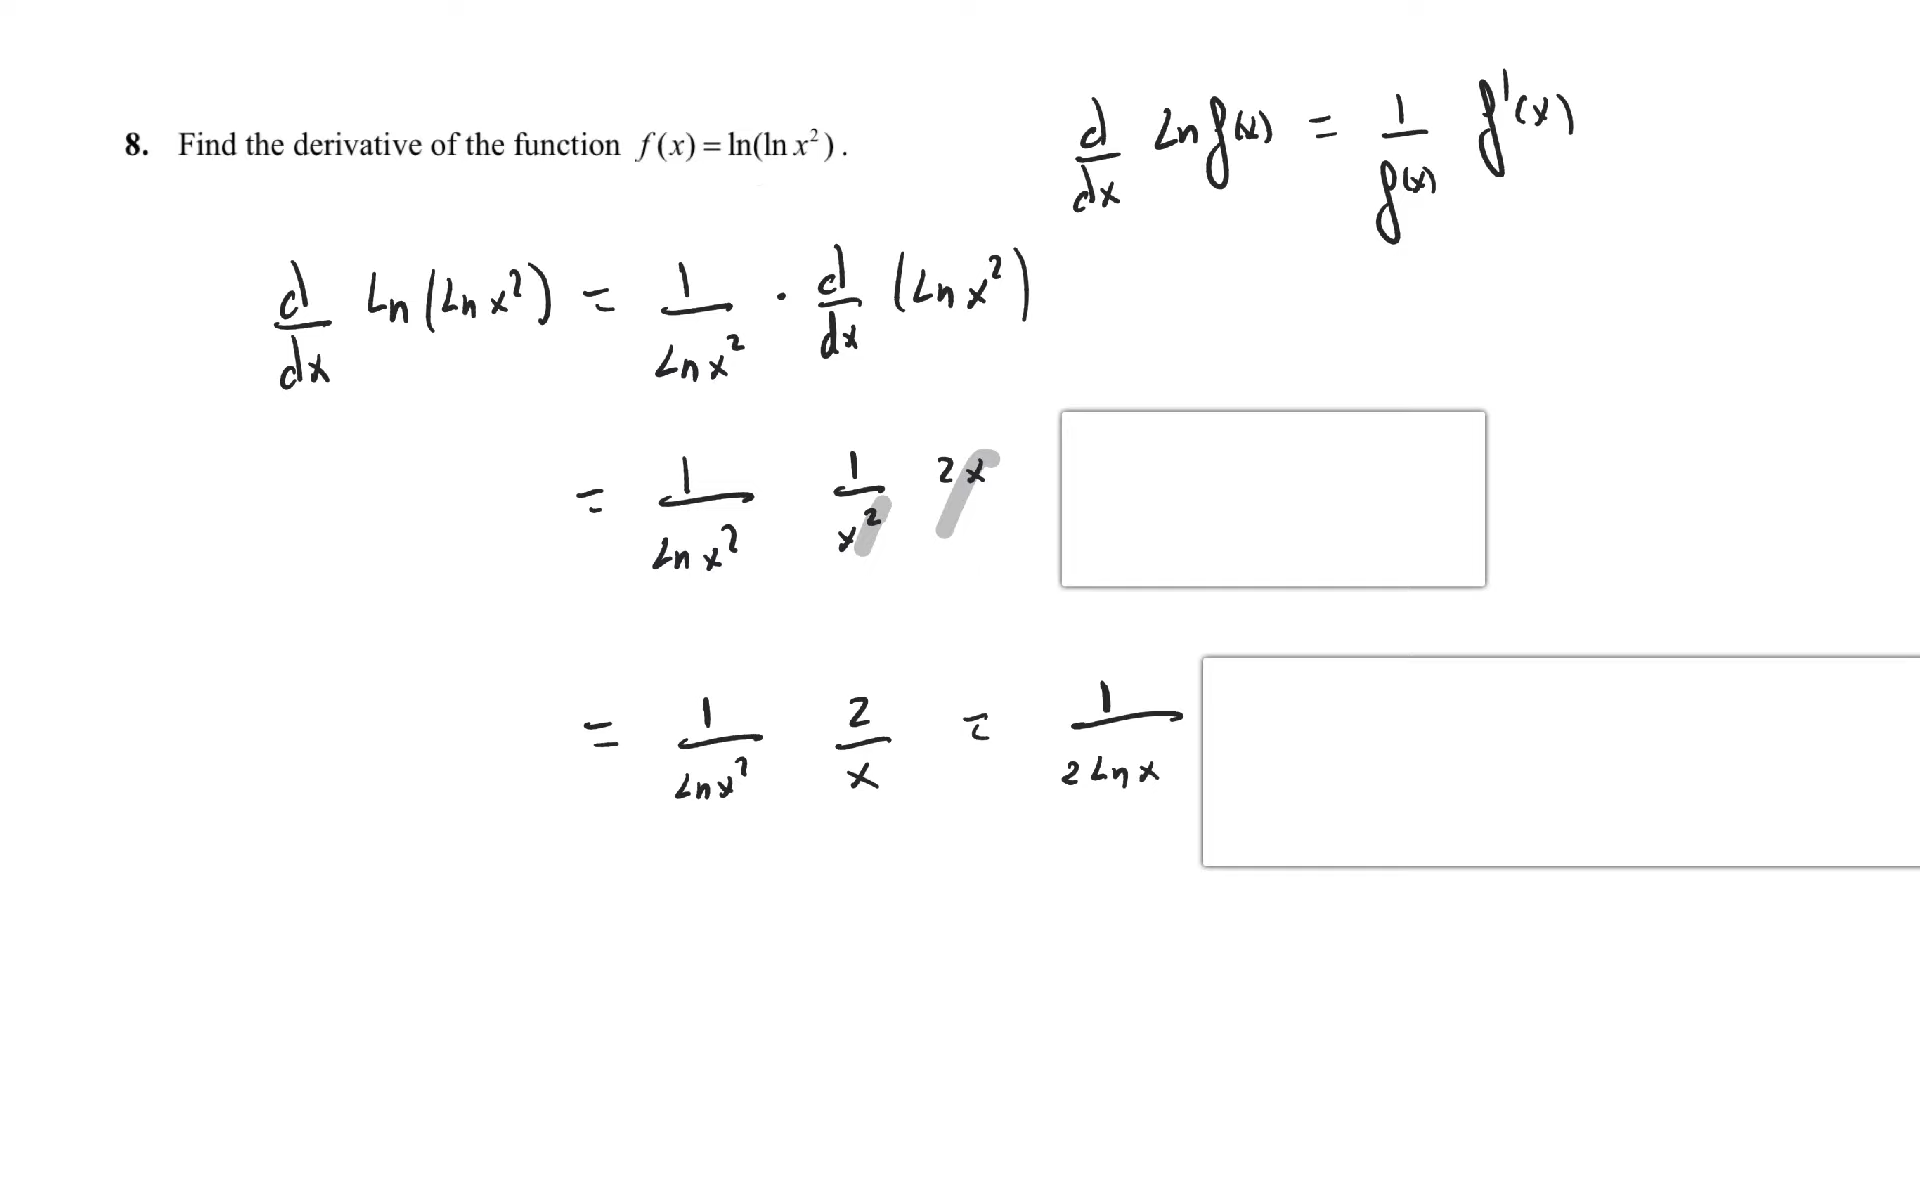 8. Find the derivative of the function f(x) = ln(ln x²).
d/dx Ln f(x) = 1/f(x) f'(x)
d/dx Ln (Ln x²) = 1/Ln x² · d/dx (Ln x²)
= 1/Ln x² 1/x² 2x
= 1/Ln x² 2/x = 1/2 Ln x